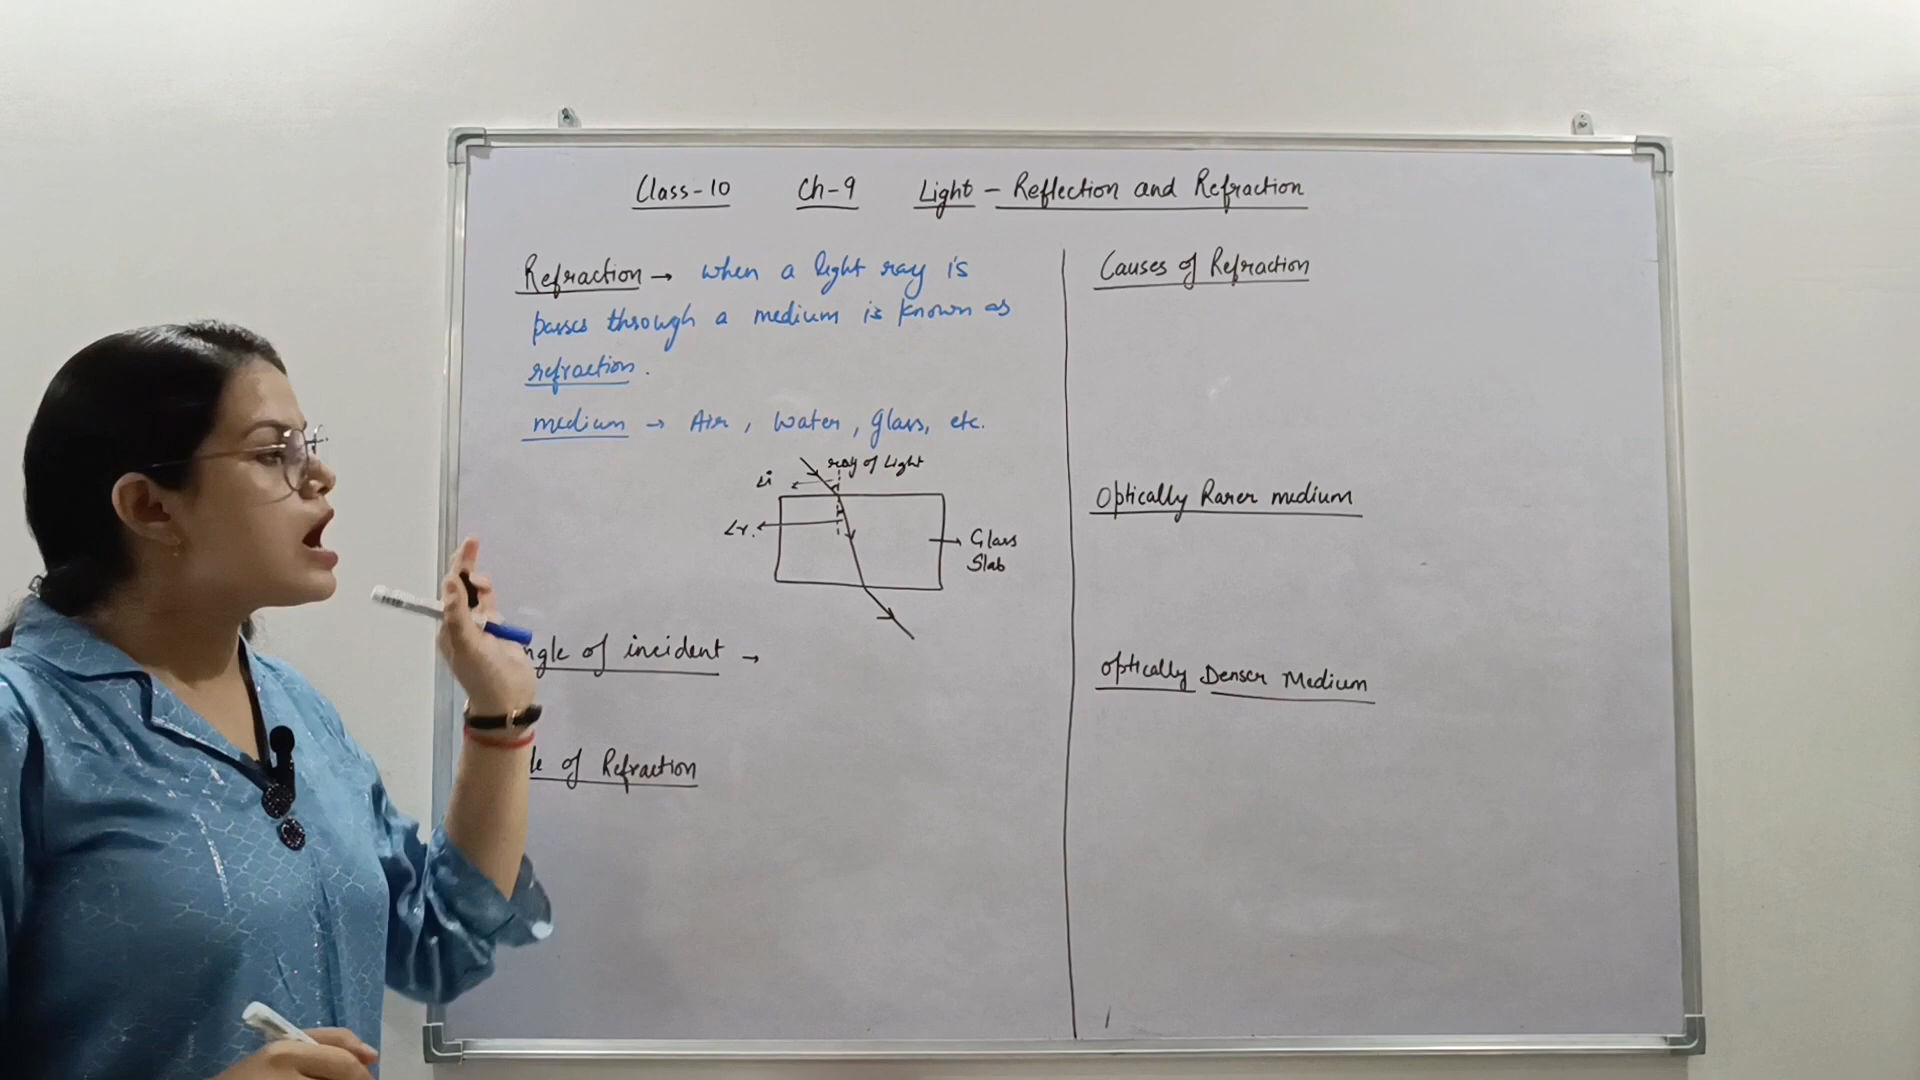 Class-10 Ch-9 Light - Reflection and Refraction
Refraction → when a light ray is
passes through a medium is known as
refraction.
medium → Air, Water, Glass, etc.
ray of Light
∠i
∠r.
Glass
Slab
ngle of incident →
le of Refraction
Causes of Refraction
Optically Rarer medium
Optically Denser Medium